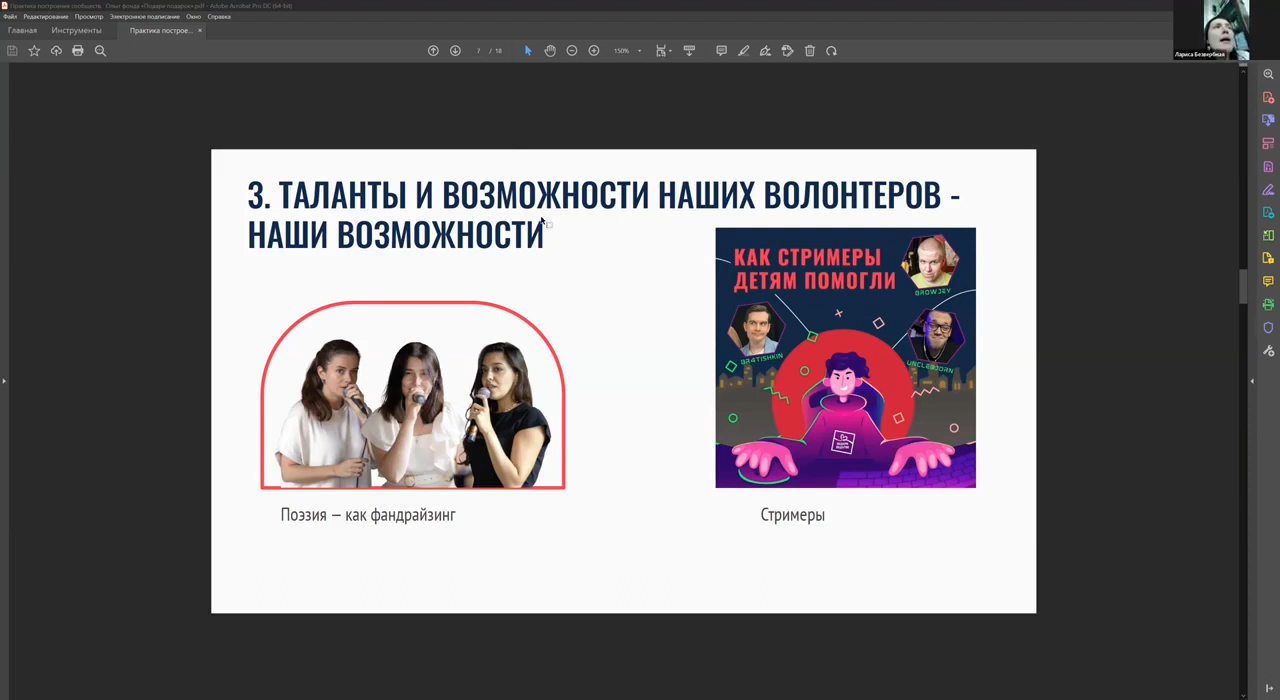 Практика построения сообществ. Опыт фонда «Подари подарок».pdf - Adobe Acrobat Pro DC (64-bit)
Файл Редактирование Просмотр Электронное подписание Окно Справка
Главная Инструменты Практика построе... ×
7 / 18 150%
Лариса Безвербная
3. ТАЛАНТЫ И ВОЗМОЖНОСТИ НАШИХ ВОЛОНТЕРОВ -
НАШИ ВОЗМОЖНОСТИ
КАК СТРИМЕРЫ
ДЕТЯМ ПОМОГЛИ
BROWJEY
BRATISHKIN
UNCLEBJORN
Поэзия — как фандрайзинг
Стримеры